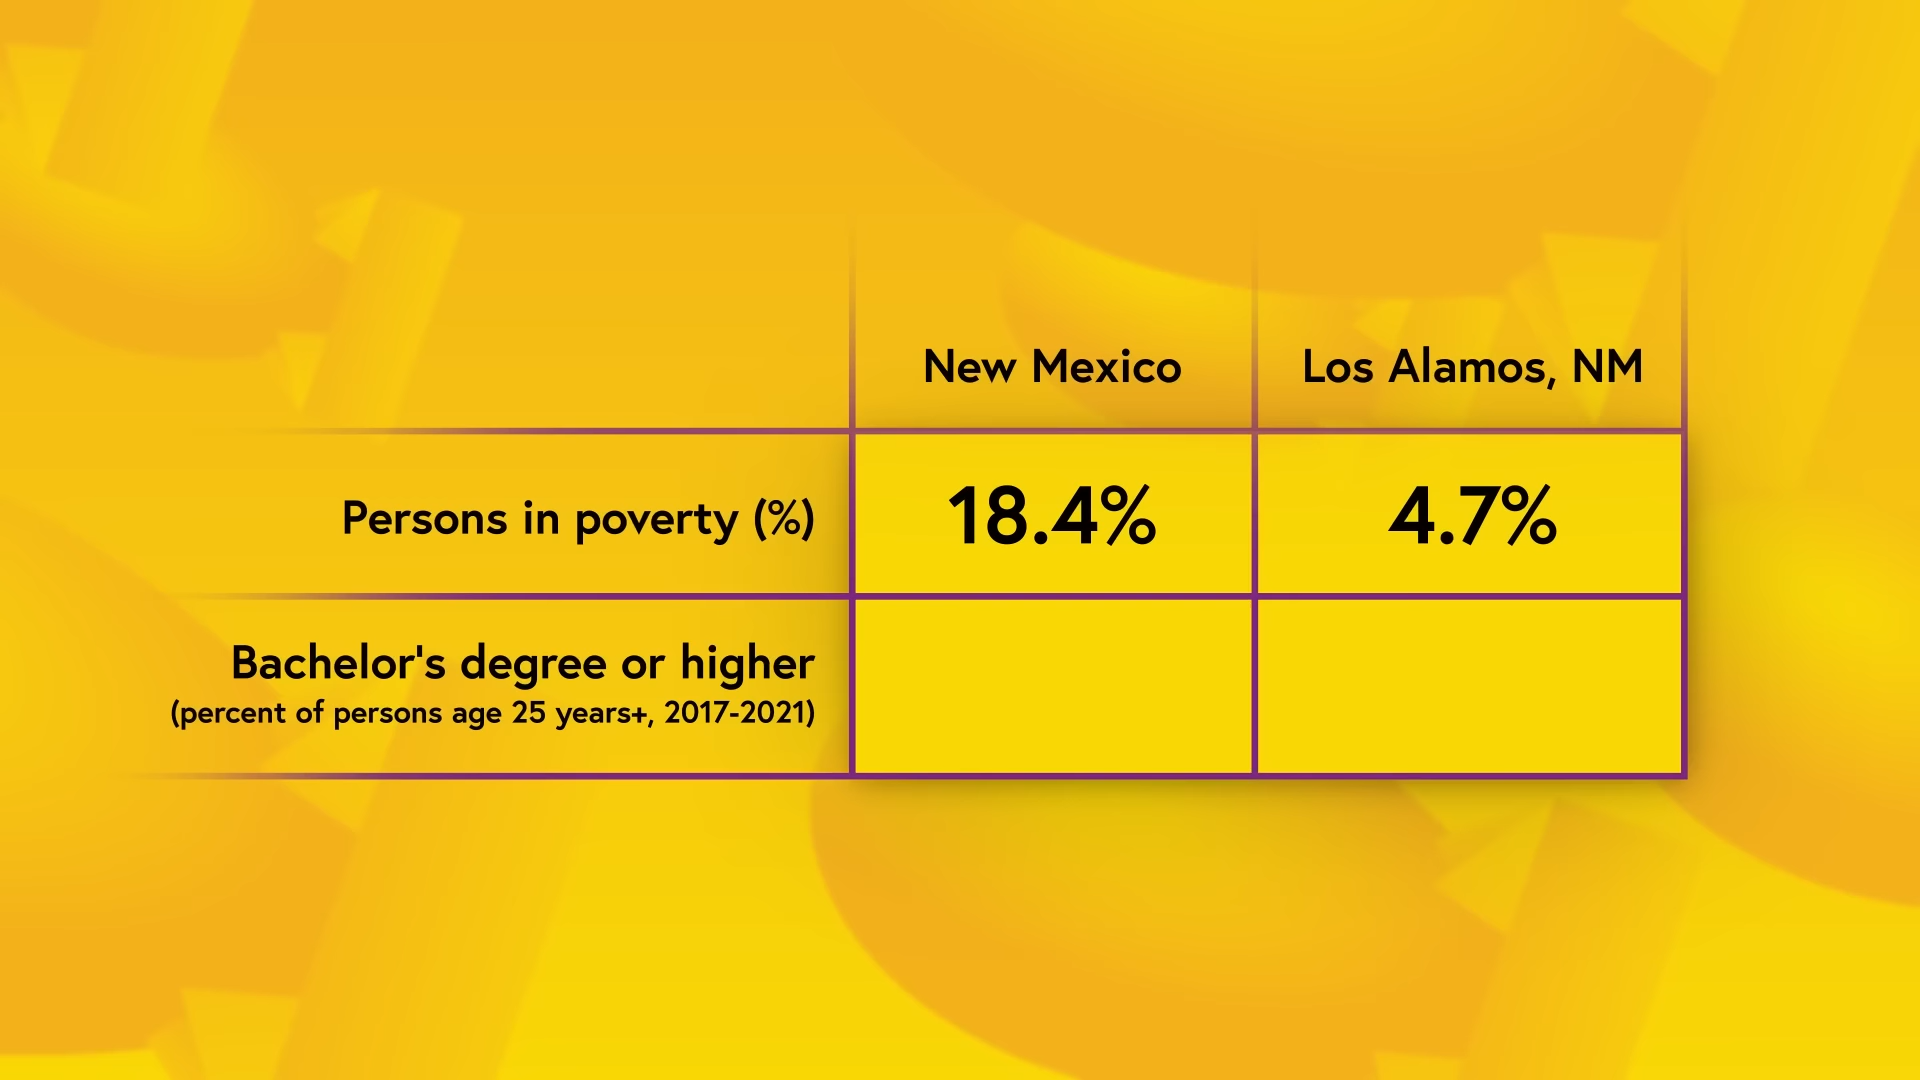 New Mexico
Los Alamos, NM
Persons in poverty (%)
18.4%
4.7%
Bachelor's degree or higher
(percent of persons age 25 years+, 2017-2021)